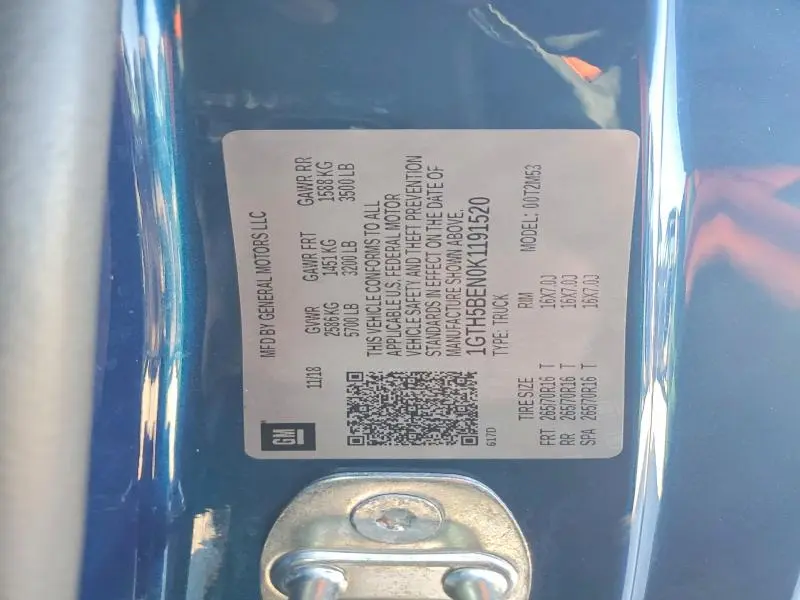 MFD BY GENERAL MOTORS LLC
GM
11/18
GVWR GAWR FRT GAWR RR
2586 KG 1451 KG 1588 KG
5700 LB 3200 LB 3500 LB
THIS VEHICLE CONFORMS TO ALL
APPLICABLE U.S. FEDERAL MOTOR
VEHICLE SAFETY AND THEFT PREVENTION
STANDARDS IN EFFECT ON THE DATE OF
MANUFACTURE SHOWN ABOVE.
1GTH5BEN0K1191520
617D TYPE: TRUCK MODEL: 00T2M53
TIRE SIZE RIM
FRT 265/70R16 T 16X7.0J
RR 265/70R16 T 16X7.0J
SPA 265/70R16 T 16X7.0J